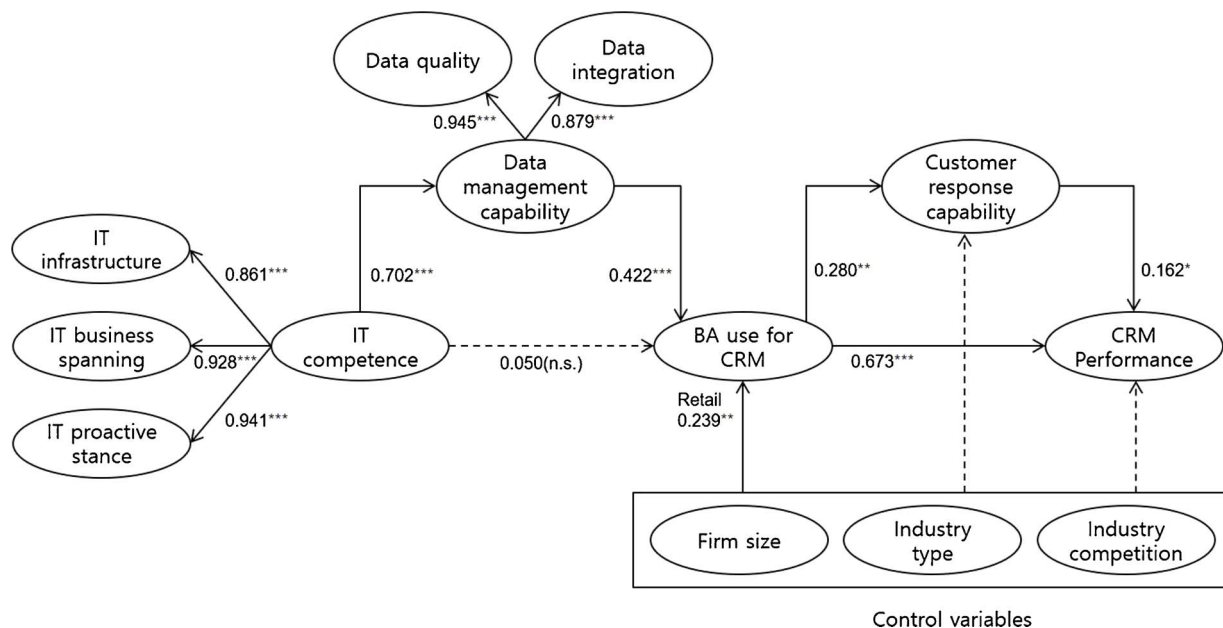 Data quality
Data
integration
0.945***
0.879***
Data
management
capability
Customer
response
capability
IT
infrastructure
0.861***
0.702***
0.422***
0.280**
0.162*
IT business
spanning
0.928***
IT
competence
0.050(n.s.)
BA use for
CRM
0.673***
CRM
Performance
IT proactive
stance
0.941***
Retail
0.239**
Firm size
Industry
type
Industry
competition
Control variables